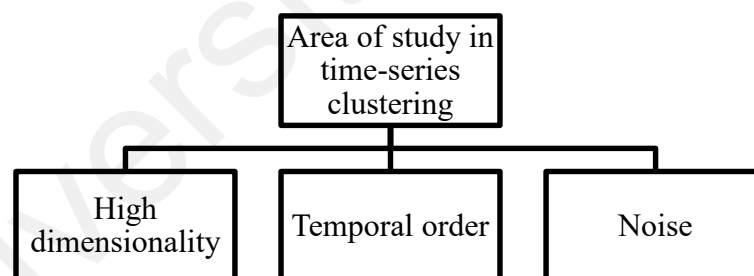 Area of study in
time-series
clustering
High
dimensionality
Temporal order
Noise